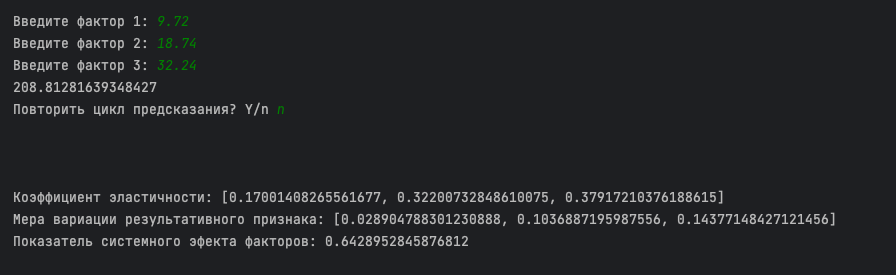 Введите фактор 1: 9.72
Введите фактор 2: 18.74
Введите фактор 3: 32.24
208.81281639348427
Повторить цикл предсказания? Y/n n
Коэффициент эластичности: [0.17001408265561677, 0.32200732848610075, 0.37917210376188615]
Мера вариации результативного признака: [0.028904788301230888, 0.1036887195987556, 0.14377148427121456]
Показатель системного эфекта факторов: 0.6428952845876812